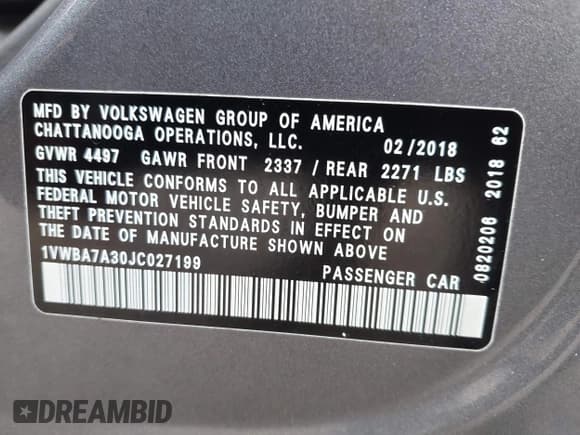 MFD BY VOLKSWAGEN GROUP OF AMERICA
CHATTANOOGA OPERATIONS, LLC. 02/2018
GVWR 4497 GAWR FRONT 2337 / REAR 2271 LBS
THIS VEHICLE CONFORMS TO ALL APPLICABLE U.S.
FEDERAL MOTOR VEHICLE SAFETY, BUMPER AND
THEFT PREVENTION STANDARDS IN EFFECT ON
THE DATE OF MANUFACTURE SHOWN ABOVE
1VWBA7A30JC027199 PASSENGER CAR
0820206 2018 62
DREAMBID